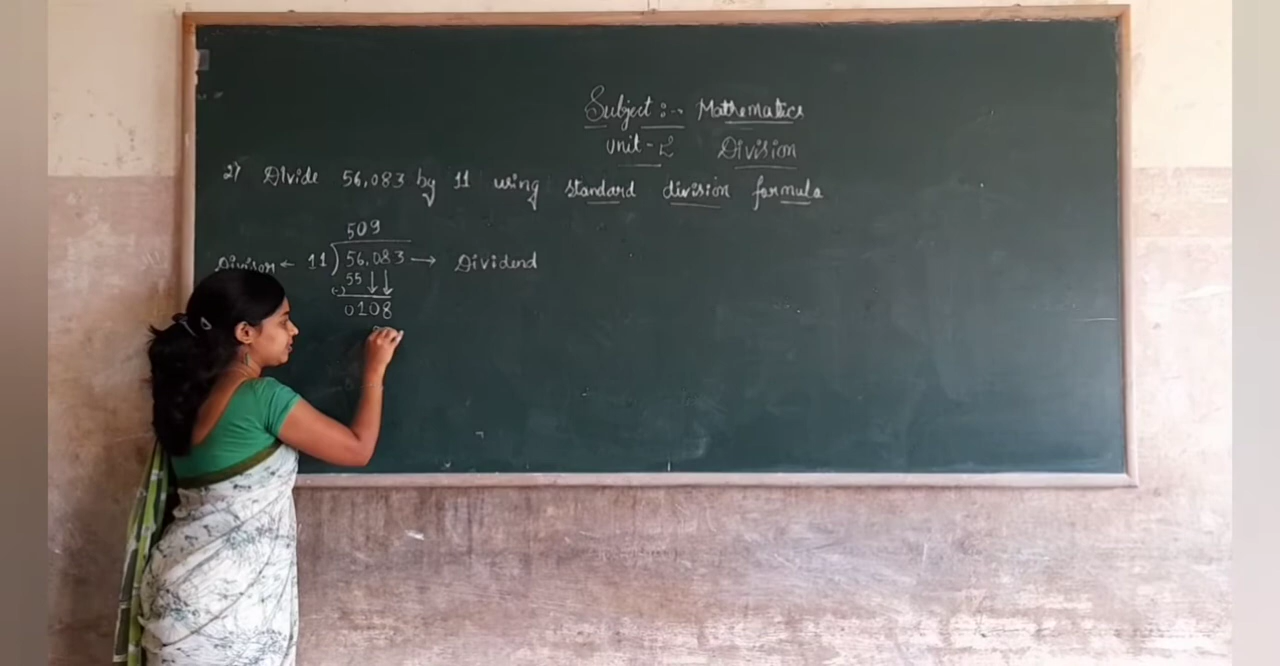 Subject :- Mathematics
Unit - 2 Division
2) Divide 56,083 by 11 using standard division formula
509
Divisor ← 11) 56,083 → Dividend
55 ↓↓
(-)
0108